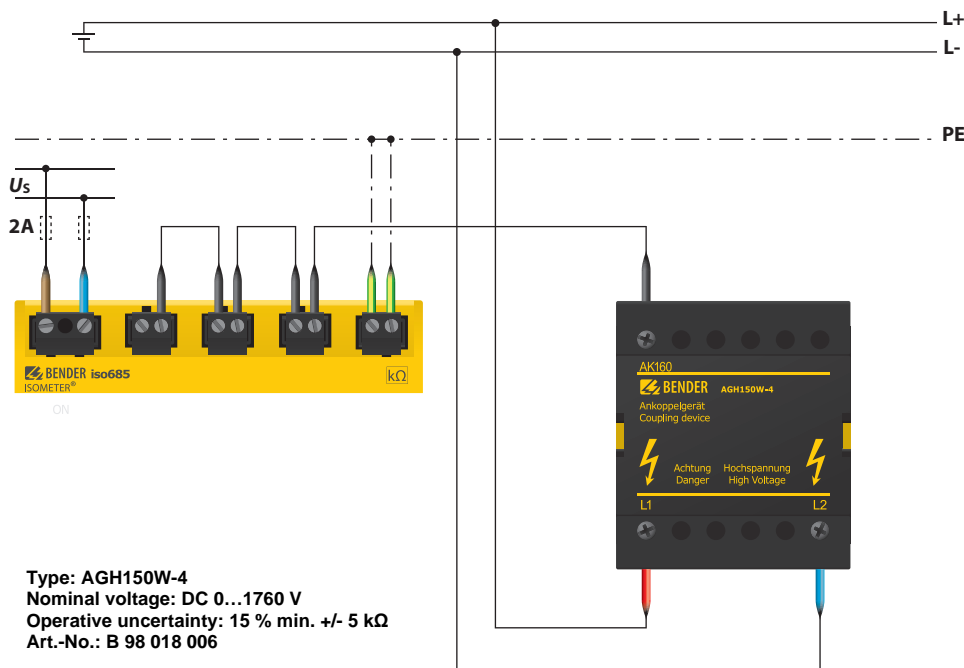 L+
L-
PE
Us
2A
BENDER iso685
ISOMETER®
kΩ
ON
AK160
BENDER AGH150W-4
Ankoppelgerät
Coupling device
Achtung Hochspannung
Danger High Voltage
L1 L2
Type: AGH150W-4
Nominal voltage: DC 0…1760 V
Operative uncertainty: 15 % min. +/- 5 kΩ
Art.-No.: B 98 018 006